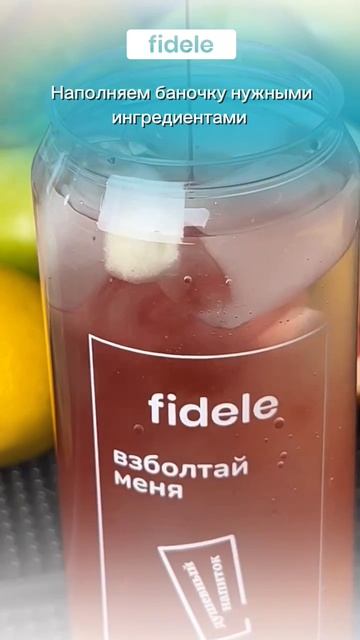 fidele
Наполняем баночку нужными
ингредиентами
fidele
взболтай
меня
душевный
напиток